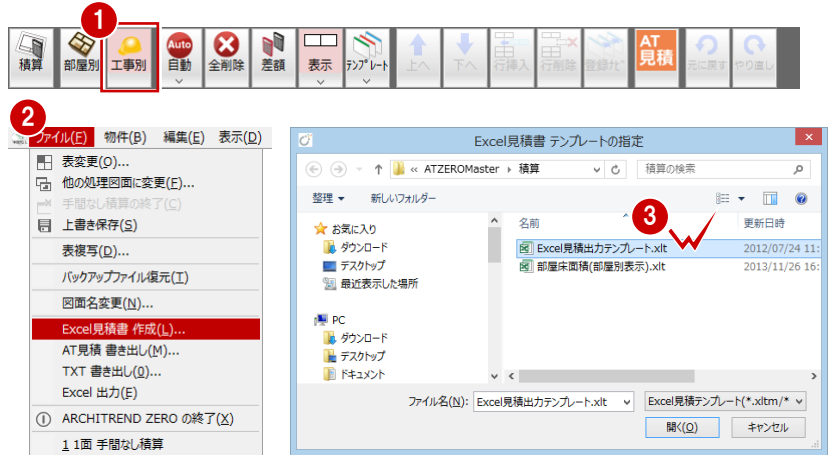 1
積算
部屋別
工事別
Auto
自動
全削除
差額
表示
ﾃﾝﾌﾟﾚｰﾄ
上へ
下へ
行挿入
行削除
登録ﾅﾋﾞ
AT
見積
元に戻す
やり直し
2
ファイル(F) 物件(B) 編集(E) 表示(D)
表変更(O)...
他の処理図面に変更(F)...
手間なし積算の終了(C)
上書き保存(S)
表複写(D)...
バックアップファイル復元(T)
図面名変更(N)...
Excel見積書 作成(L)...
AT見積 書き出し(M)...
TXT 書き出し(0)...
Excel 出力(E)
ARCHITREND ZERO の終了(X)
1 1面 手間なし積算
Excel見積書 テンプレートの指定
« ATZEROMaster 積算
積算の検索
整理 新しいフォルダー
3
お気に入り
ダウンロード
デスクトップ
最近表示した場所
PC
ダウンロード
デスクトップ
ドキュメント
名前 更新日時
Excel見積出力テンプレート.xlt 2012/07/24 11:
部屋床面積(部屋別表示).xlt 2013/11/26 16:
ファイル名(N): Excel見積出力テンプレート.xlt Excel見積テンプレート(*.xltm/*
開く(O) キャンセル